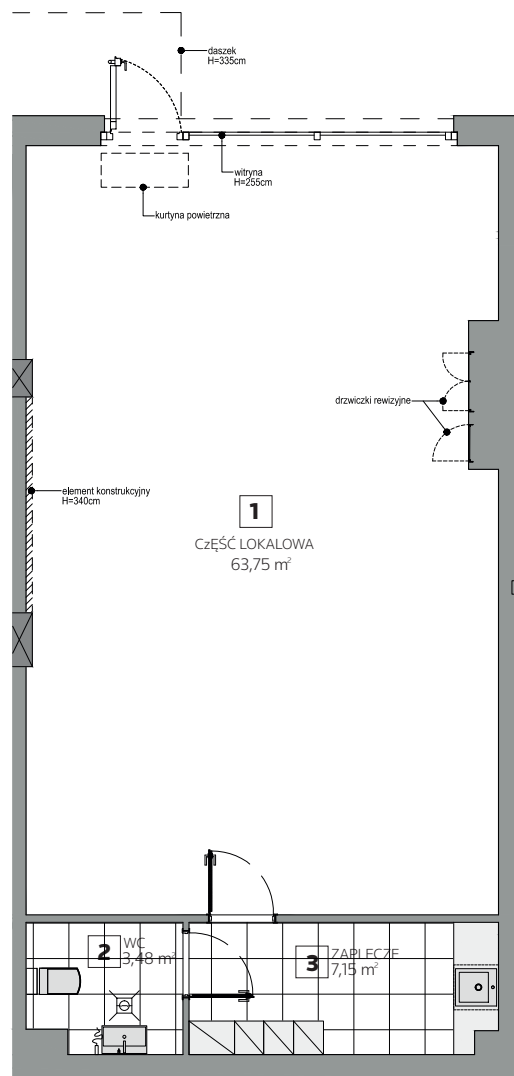 daszek
H=335cm
witryna
H=255cm
kurtyna powietrzna
drzwiczki rewizyjne
element konstrukcyjny
H=340cm
1
CzĘŚĆ LOKALOWA
63,75 m²
2 WC
3,48 m²
3 ZAPLECZE
7,15 m²